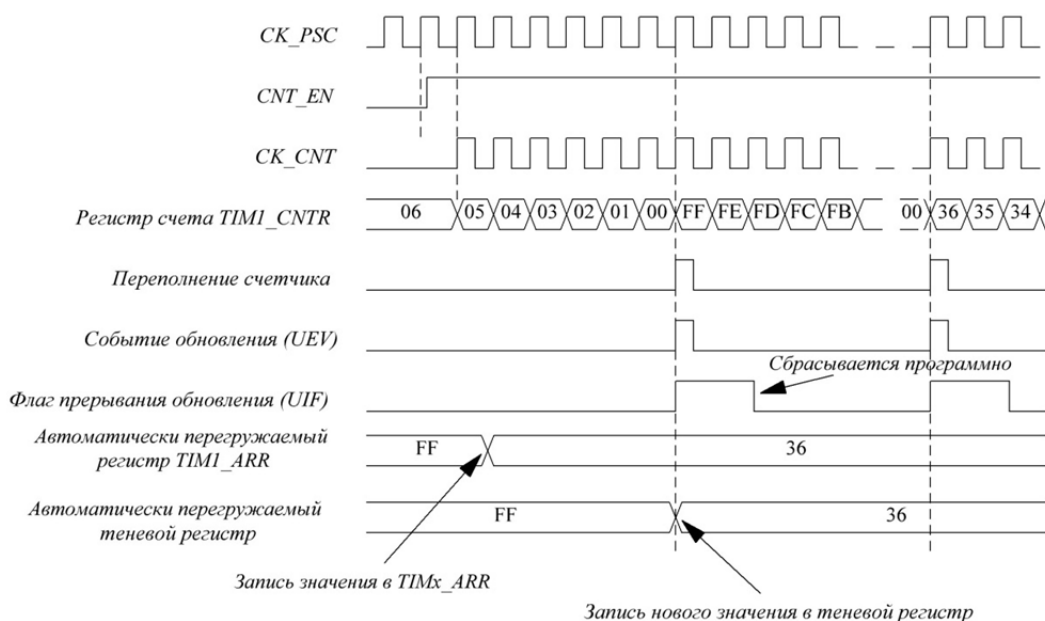 CK_PSC
CNT_EN
CK_CNT
Регистр счета TIM1_CNTR 06 05 04 03 02 01 00 FF FE FD FC FB 00 36 35 34
Переполнение счетчика
Событие обновления (UEV)
Сбрасывается программно
Флаг прерывания обновления (UIF)
Автоматически перегружаемый
регистр TIM1_ARR
FF 36
Автоматически перегружаемый
теневой регистр
FF 36
Запись значения в TIMx_ARR
Запись нового значения в теневой регистр